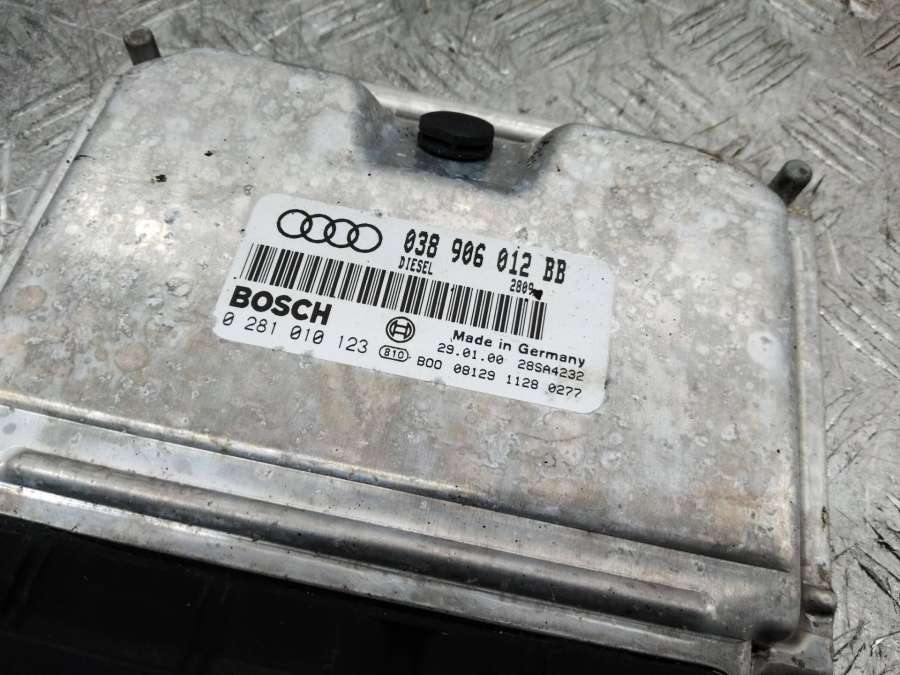 038 906 012 BB
DIESEL
2809
BOSCH
0 281 010 123
Made in Germany
29.01.00 28SA4232
B10
B00 08129 1128 0277